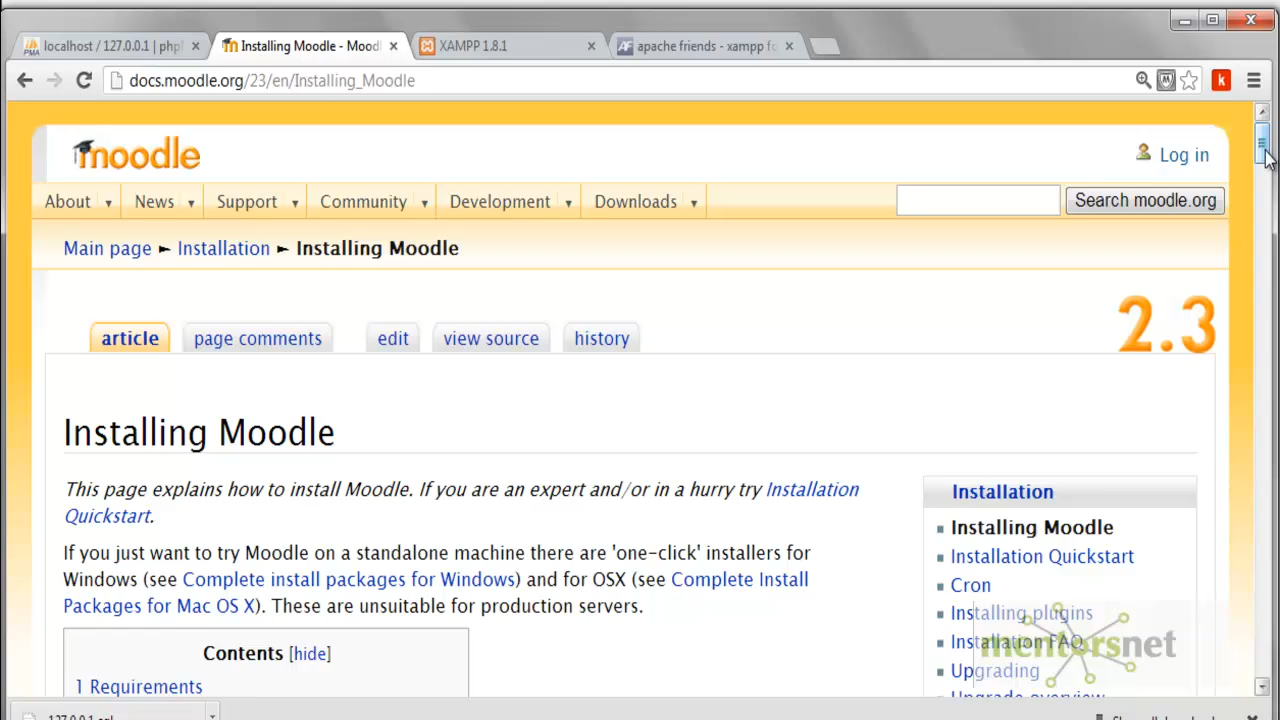 localhost / 127.0.0.1 | php
Installing Moodle - Mood
XAMPP 1.8.1
apache friends - xampp fo
docs.moodle.org/23/en/Installing_Moodle
moodle
Log in
About
News
Support
Community
Development
Downloads
Search moodle.org
Main page ► Installation ► Installing Moodle
article
page comments
edit
view source
history
2.3
Installing Moodle
This page explains how to install Moodle. If you are an expert and/or in a hurry try Installation
Quickstart.
If you just want to try Moodle on a standalone machine there are 'one-click' installers for
Windows (see Complete install packages for Windows) and for OSX (see Complete Install
Packages for Mac OS X). These are unsuitable for production servers.
Contents [hide]
1 Requirements
Installation
Installing Moodle
Installation Quickstart
Cron
Installing plugins
Installation FAQ
Upgrading
Upgrade overview
mentorsnet